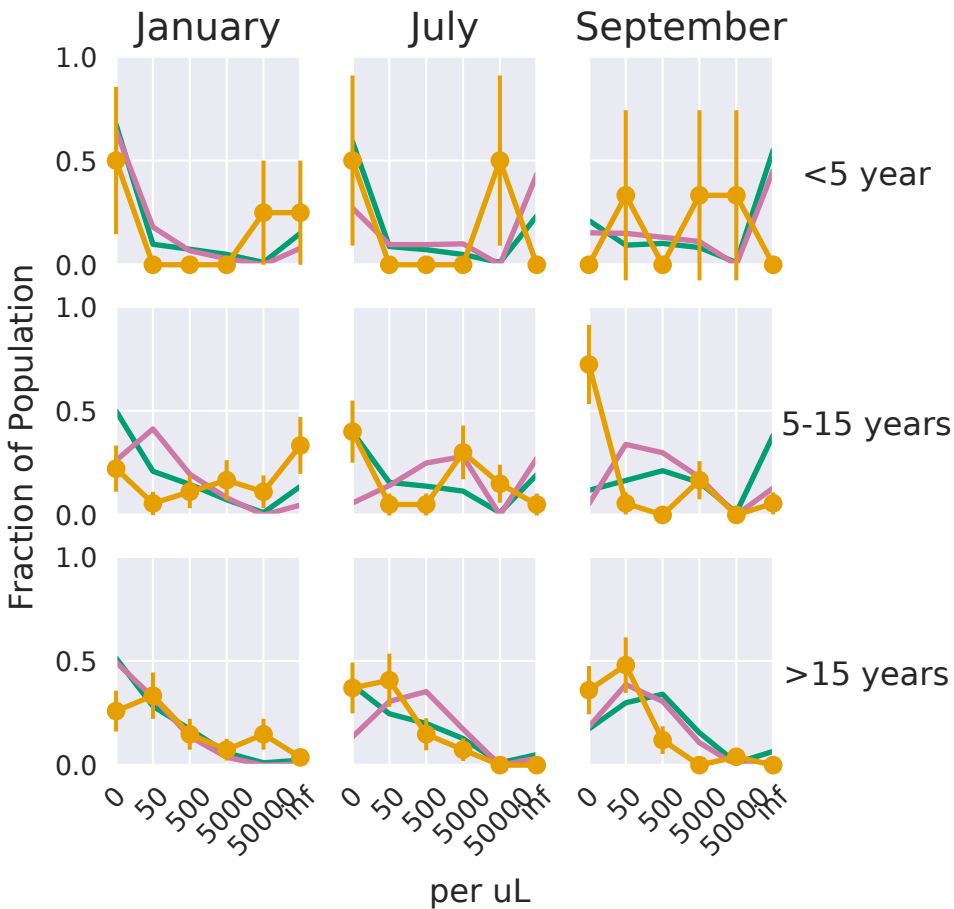 January July September
1.0
0.5
0.0
<5 year
1.0
0.5
0.0
5-15 years
1.0
0.5
0.0
>15 years
Fraction of Population
0 50 500 5000 50000 inf 0 50 500 5000 50000 inf 0 50 500 5000 50000 inf
per uL